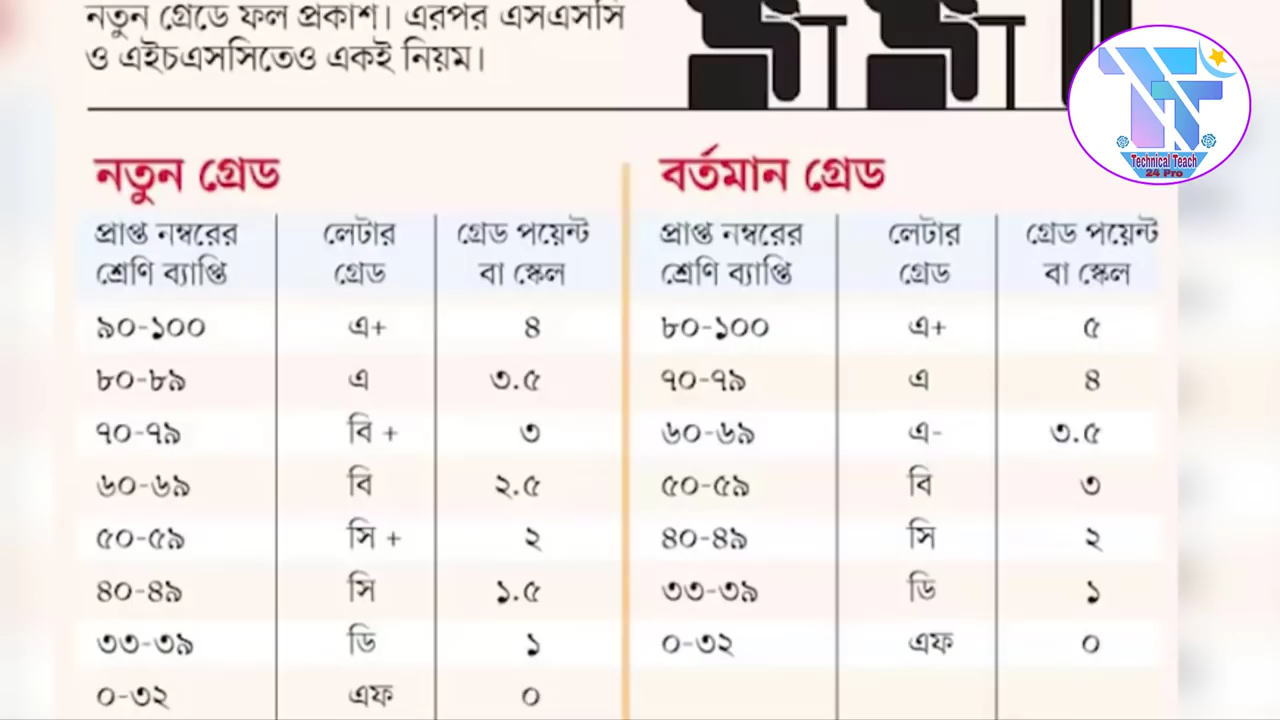 নতুন গ্রেডে ফল প্রকাশ। এরপর এসএসসি
ও এইচএসসিতেও একই নিয়ম।
Technical Teach
24 Pro
নতুন গ্রেড
প্রাপ্ত নম্বরের লেটার গ্রেড পয়েন্ট
শ্রেণি ব্যাপ্তি গ্রেড বা স্কেল
৯০-১০০ এ+ ৪
৮০-৮৯ এ ৩.৫
৭০-৭৯ বি + ৩
৬০-৬৯ বি ২.৫
৫০-৫৯ সি + ২
৪০-৪৯ সি ১.৫
৩৩-৩৯ ডি ১
০-৩২ এফ ০
বর্তমান গ্রেড
প্রাপ্ত নম্বরের লেটার গ্রেড পয়েন্ট
শ্রেণি ব্যাপ্তি গ্রেড বা স্কেল
৮০-১০০ এ+ ৫
৭০-৭৯ এ ৪
৬০-৬৯ এ- ৩.৫
৫০-৫৯ বি ৩
৪০-৪৯ সি ২
৩৩-৩৯ ডি ১
০-৩২ এফ ০